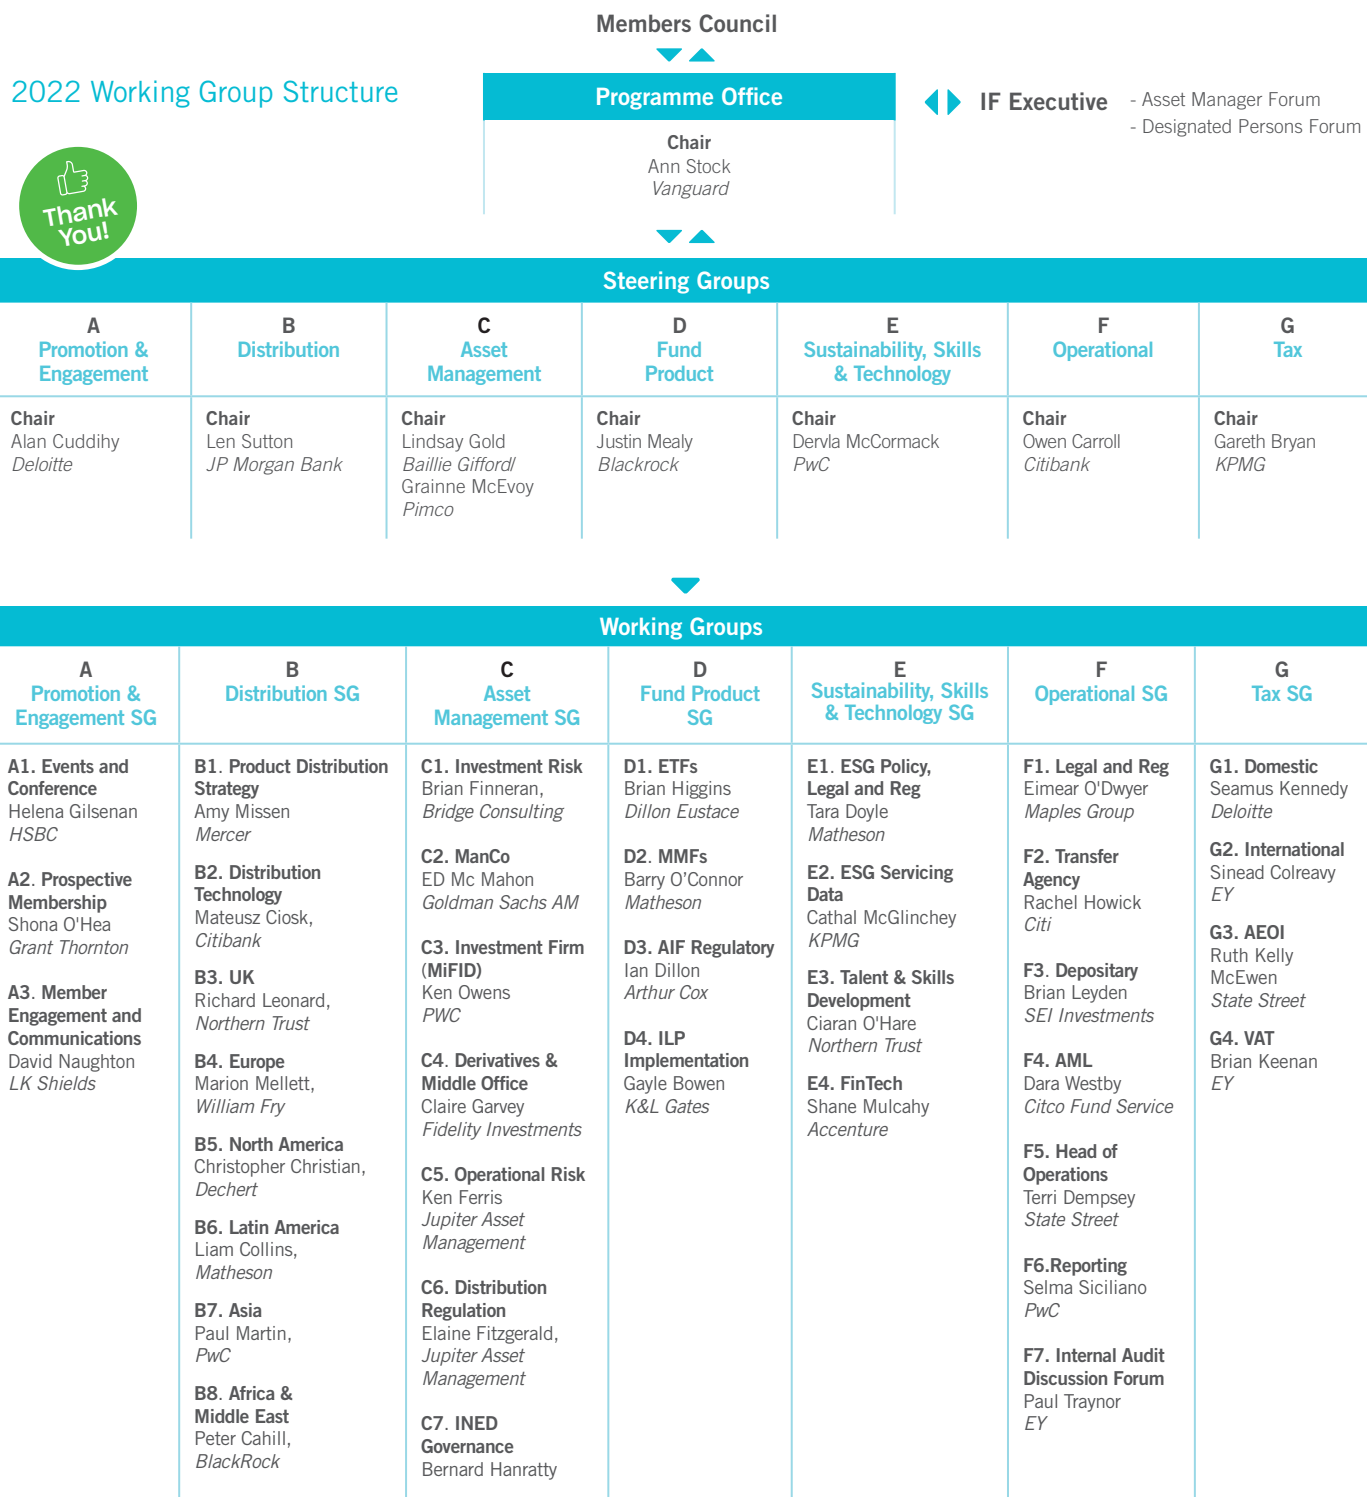 Members Council
2022 Working Group Structure
Programme Office
IF Executive
- Asset Manager Forum
- Designated Persons Forum
Chair
Ann Stock
Vanguard
Thank
You!
Steering Groups
A
Promotion &
Engagement
Chair
Alan Cuddihy
Deloitte
B
Distribution
Chair
Len Sutton
JP Morgan Bank
C
Asset
Management
Chair
Lindsay Gold
Baillie Gifford/
Grainne McEvoy
Pimco
D
Fund
Product
Chair
Justin Mealy
Blackrock
E
Sustainability, Skills
& Technology
Chair
Dervla McCormack
PwC
F
Operational
Chair
Owen Carroll
Citibank
G
Tax
Chair
Gareth Bryan
KPMG
Working Groups
A
Promotion &
Engagement SG
A1. Events and
Conference
Helena Gilsenan
HSBC
A2. Prospective
Membership
Shona O'Hea
Grant Thornton
A3. Member
Engagement and
Communications
David Naughton
LK Shields
B
Distribution SG
B1. Product Distribution
Strategy
Amy Missen
Mercer
B2. Distribution
Technology
Mateusz Ciosk,
Citibank
B3. UK
Richard Leonard,
Northern Trust
B4. Europe
Marion Mellett,
William Fry
B5. North America
Christopher Christian,
Dechert
B6. Latin America
Liam Collins,
Matheson
B7. Asia
Paul Martin,
PwC
B8. Africa &
Middle East
Peter Cahill,
BlackRock
C
Asset
Management SG
C1. Investment Risk
Brian Finneran,
Bridge Consulting
C2. ManCo
ED Mc Mahon
Goldman Sachs AM
C3. Investment Firm
(MiFID)
Ken Owens
PWC
C4. Derivatives &
Middle Office
Claire Garvey
Fidelity Investments
C5. Operational Risk
Ken Ferris
Jupiter Asset
Management
C6. Distribution
Regulation
Elaine Fitzgerald,
Jupiter Asset
Management
C7. INED
Governance
Bernard Hanratty
D
Fund Product
SG
D1. ETFs
Brian Higgins
Dillon Eustace
D2. MMFs
Barry O’Connor
Matheson
D3. AIF Regulatory
Ian Dillon
Arthur Cox
D4. ILP
Implementation
Gayle Bowen
K&L Gates
E
Sustainability, Skills
& Technology SG
E1. ESG Policy,
Legal and Reg
Tara Doyle
Matheson
E2. ESG Servicing
Data
Cathal McGlinchey
KPMG
E3. Talent & Skills
Development
Ciaran O'Hare
Northern Trust
E4. FinTech
Shane Mulcahy
Accenture
F
Operational SG
F1. Legal and Reg
Eimear O'Dwyer
Maples Group
F2. Transfer
Agency
Rachel Howick
Citi
F3. Depositary
Brian Leyden
SEI Investments
F4. AML
Dara Westby
Citco Fund Service
F5. Head of
Operations
Terri Dempsey
State Street
F6.Reporting
Selma Siciliano
PwC
F7. Internal Audit
Discussion Forum
Paul Traynor
EY
G
Tax SG
G1. Domestic
Seamus Kennedy
Deloitte
G2. International
Sinead Colreavy
EY
G3. AEOI
Ruth Kelly
McEwen
State Street
G4. VAT
Brian Keenan
EY